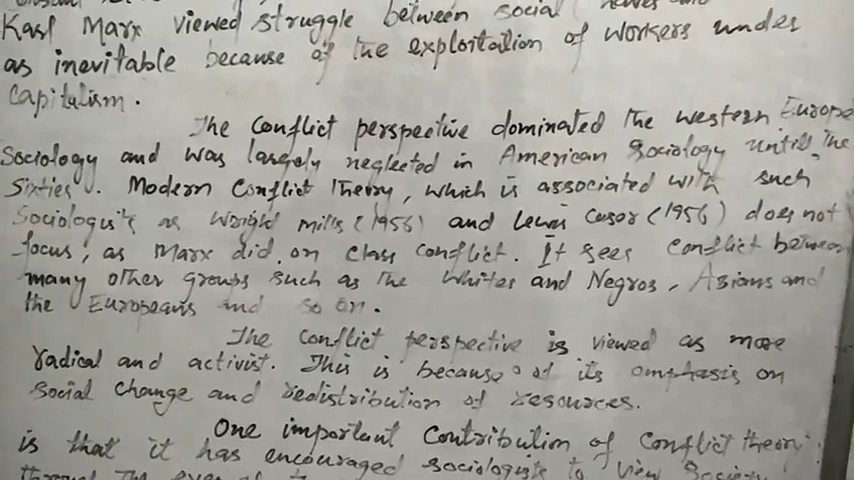 Karl Marx viewed struggle between social
as inevitable because of the exploitation of workers under
Capitalism.
The Conflict perspective dominated the western Europe
Sociology and was largely neglected in American Sociology untill the
Sixties. Modern Conflict Theory, which is associated with such
Sociologists as Wright Mills (1956) and Lewis Coser (1956) does not
focus, as Marx did, on class conflict. It sees conflict between
many other groups such as the Whites and Negros, Asians and
the Europeans and so on.
The conflict perspective is viewed as more
radical and activist. This is because of its emphasis on
social change and redistribution of resources.
One important Contribution of Conflict theory
is that it has encouraged sociologists to view Society
through the